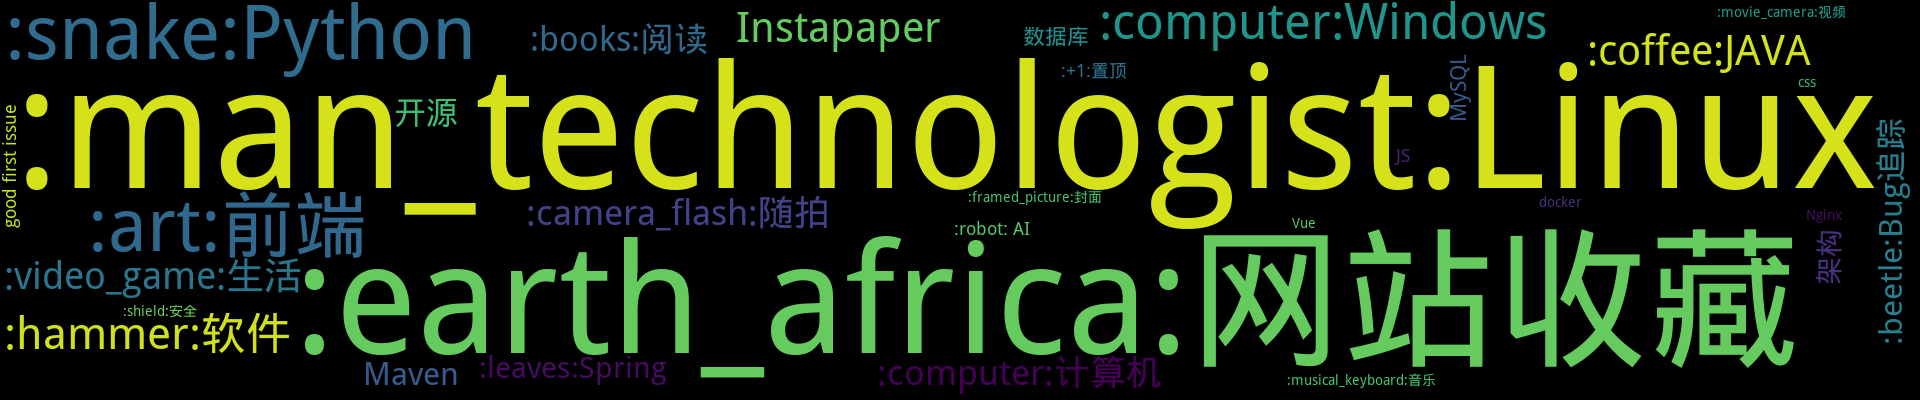 :snake:Python
:books:阅读
Instapaper
数据库
:computer:Windows
:movie_camera:视频
:coffee:JAVA
:+1:置顶
MySQL
css
:man_technologist:Linux
开源
good first issue
JS
:beetle:Bug追踪
:art:前端
:camera_flash:随拍
:framed_picture:封面
:robot: AI
Vue
docker
Nginx
架构
:video_game:生活
:earth_africa:网站收藏
:shield:安全
:hammer:软件
Maven
:leaves:Spring
:computer:计算机
:musical_keyboard:音乐